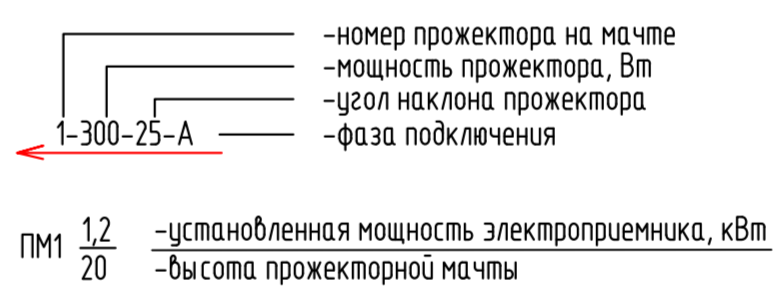 -номер прожектора на мачте
-мощность прожектора, Вт
-угол наклона прожектора
1-300-25-А -фаза подключения
ПМ1 1,2 -установленная мощность электроприемника, кВт
20 -высота прожекторной мачты